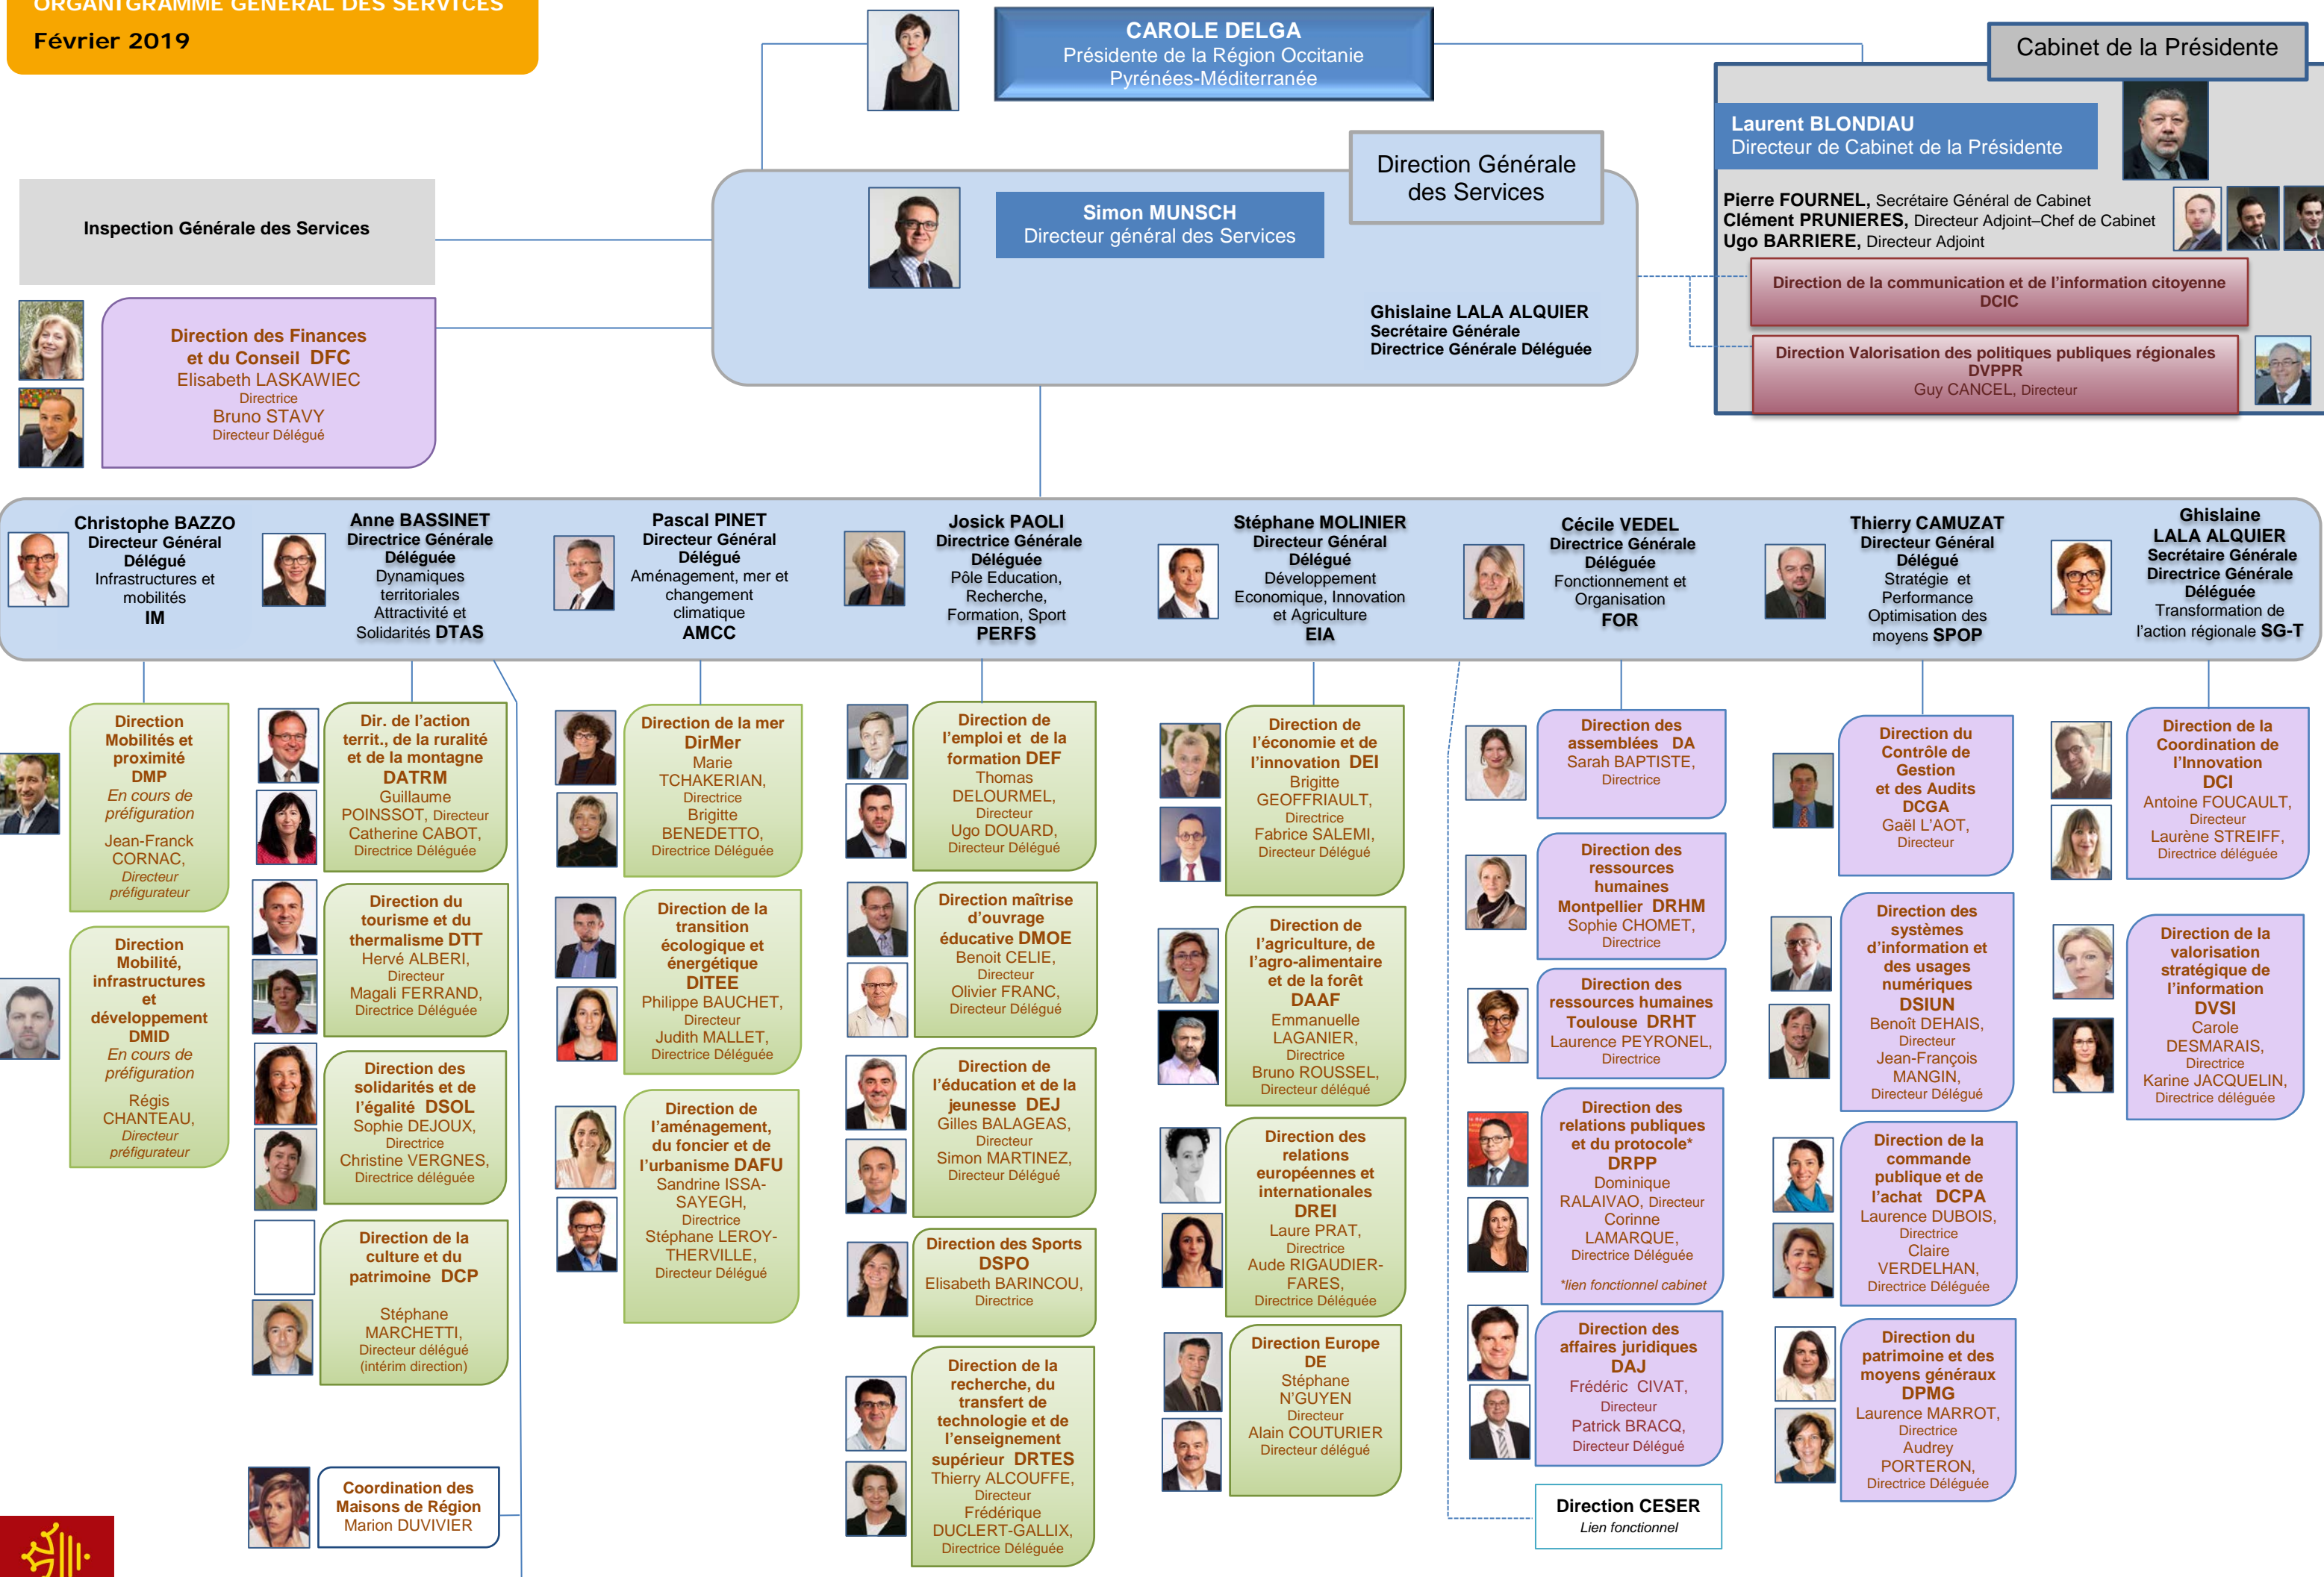 ORGANIGRAMME GENERAL DES SERVICES
Février 2019
CAROLE DELGA
Présidente de la Région Occitanie
Pyrénées-Méditerranée
Cabinet de la Présidente
Laurent BLONDIAU
Directeur de Cabinet de la Présidente
Pierre FOURNEL, Secrétaire Général de Cabinet
Clément PRUNIERES, Directeur Adjoint–Chef de Cabinet
Ugo BARRIERE, Directeur Adjoint
Direction de la communication et de l'information citoyenne
DCIC
Direction Valorisation des politiques publiques régionales
DVPPR
Guy CANCEL, Directeur
Direction Générale
des Services
Simon MUNSCH
Directeur général des Services
Ghislaine LALA ALQUIER
Secrétaire Générale
Directrice Générale Déléguée
Inspection Générale des Services
Direction des Finances
et du Conseil DFC
Elisabeth LASKAWIEC
Directrice
Bruno STAVY
Directeur Délégué
Christophe BAZZO
Directeur Général
Délégué
Infrastructures et
mobilités
IM
Anne BASSINET
Directrice Générale
Déléguée
Dynamiques
territoriales
Attractivité et
Solidarités DTAS
Pascal PINET
Directeur Général
Délégué
Aménagement, mer et
changement
climatique
AMCC
Josick PAOLI
Directrice Générale
Déléguée
Pôle Education,
Recherche,
Formation, Sport
PERFS
Stéphane MOLINIER
Directeur Général
Délégué
Développement
Economique, Innovation
et Agriculture
EIA
Cécile VEDEL
Directrice Générale
Déléguée
Fonctionnement et
Organisation
FOR
Thierry CAMUZAT
Directeur Général
Délégué
Stratégie et
Performance
Optimisation des
moyens SPOP
Ghislaine
LALA ALQUIER
Secrétaire Générale
Directrice Générale
Déléguée
Transformation de
l'action régionale SG-T
Direction
Mobilités et
proximité
DMP
En cours de
préfiguration
Jean-Franck
CORNAC,
Directeur
préfigurateur
Direction
Mobilité,
infrastructures
et
développement
DMID
En cours de
préfiguration
Régis
CHANTEAU,
Directeur
préfigurateur
Dir. de l'action
territ., de la ruralité
et de la montagne
DATRM
Guillaume
POINSSOT, Directeur
Catherine CABOT,
Directrice Déléguée
Direction du
tourisme et du
thermalisme DTT
Hervé ALBERI,
Directeur
Magali FERRAND,
Directrice Déléguée
Direction des
solidarités et de
l'égalité DSOL
Sophie DEJOUX,
Directrice
Christine VERGNES,
Directrice déléguée
Direction de la
culture et du
patrimoine DCP
Stéphane
MARCHETTI,
Directeur délégué
(intérim direction)
Coordination des
Maisons de Région
Marion DUVIVIER
Direction de la mer
DirMer
Marie
TCHAKERIAN,
Directrice
Brigitte
BENEDETTO,
Directrice Déléguée
Direction de la
transition
écologique et
énergétique
DITEE
Philippe BAUCHET,
Directeur
Judith MALLET,
Directrice Déléguée
Direction de
l'aménagement,
du foncier et de
l'urbanisme DAFU
Sandrine ISSA-
SAYEGH,
Directrice
Stéphane LEROY-
THERVILLE,
Directeur Délégué
Direction de
l'emploi et de la
formation DEF
Thomas
DELOURMEL,
Directeur
Ugo DOUARD,
Directeur Délégué
Direction maîtrise
d'ouvrage
éducative DMOE
Benoit CELIE,
Directeur
Olivier FRANC,
Directeur Délégué
Direction de
l'éducation et de la
jeunesse DEJ
Gilles BALAGEAS,
Directeur
Simon MARTINEZ,
Directeur Délégué
Direction des Sports
DSPO
Elisabeth BARINCOU,
Directrice
Direction de la
recherche, du
transfert de
technologie et de
l'enseignement
supérieur DRTES
Thierry ALCOUFFE,
Directeur
Frédérique
DUCLERT-GALLIX,
Directrice Déléguée
Direction de
l'économie et de
l'innovation DEI
Brigitte
GEOFFRIAULT,
Directrice
Fabrice SALEMI,
Directeur Délégué
Direction de
l'agriculture, de
l'agro-alimentaire
et de la forêt
DAAF
Emmanuelle
LAGANIER,
Directrice
Bruno ROUSSEL,
Directeur délégué
Direction des
relations
européennes et
internationales
DREI
Laure PRAT,
Directrice
Aude RIGAUDIER-
FARES,
Directrice Déléguée
Direction Europe
DE
Stéphane
N'GUYEN
Directeur
Alain COUTURIER
Directeur délégué
Direction des
assemblées DA
Sarah BAPTISTE,
Directrice
Direction des
ressources
humaines
Montpellier DRHM
Sophie CHOMET,
Directrice
Direction des
ressources humaines
Toulouse DRHT
Laurence PEYRONEL,
Directrice
Direction des
relations publiques
et du protocole*
DRPP
Dominique
RALAIVAO, Directeur
Corinne
LAMARQUE,
Directrice Déléguée
*lien fonctionnel cabinet
Direction des
affaires juridiques
DAJ
Frédéric CIVAT,
Directeur
Patrick BRACQ,
Directeur Délégué
Direction CESER
Lien fonctionnel
Direction du
Contrôle de
Gestion
et des Audits
DCGA
Gaël L'AOT,
Directeur
Direction des
systèmes
d'information et
des usages
numériques
DSIUN
Benoît DEHAIS,
Directeur
Jean-François
MANGIN,
Directeur Délégué
Direction de la
commande
publique et de
l'achat DCPA
Laurence DUBOIS,
Directrice
Claire
VERDELHAN,
Directrice Déléguée
Direction du
patrimoine et des
moyens généraux
DPMG
Laurence MARROT,
Directrice
Audrey
PORTERON,
Directrice Déléguée
Direction de la
Coordination de
l'Innovation
DCI
Antoine FOUCAULT,
Directeur
Laurène STREIFF,
Directrice déléguée
Direction de la
valorisation
stratégique de
l'information
DVSI
Carole
DESMARAIS,
Directrice
Karine JACQUELIN,
Directrice déléguée